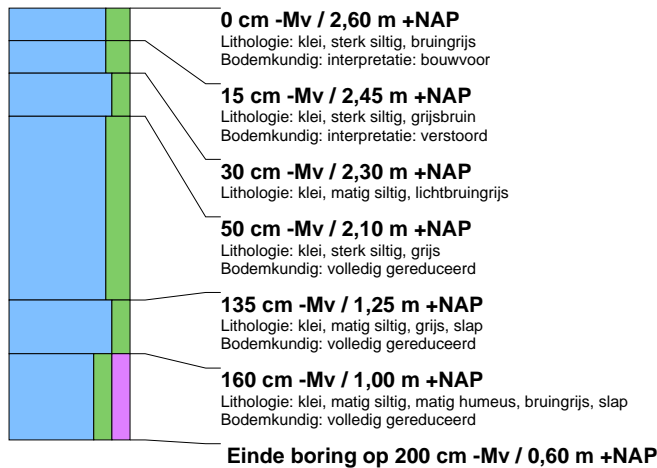 0 cm -Mv / 2,60 m +NAP
Lithologie: klei, sterk siltig, bruingrijs
Bodemkundig: interpretatie: bouwvoor
15 cm -Mv / 2,45 m +NAP
Lithologie: klei, sterk siltig, grijsbruin
Bodemkundig: interpretatie: verstoord
30 cm -Mv / 2,30 m +NAP
Lithologie: klei, matig siltig, lichtbruingrijs
50 cm -Mv / 2,10 m +NAP
Lithologie: klei, sterk siltig, grijs
Bodemkundig: volledig gereduceerd
135 cm -Mv / 1,25 m +NAP
Lithologie: klei, matig siltig, grijs, slap
Bodemkundig: volledig gereduceerd
160 cm -Mv / 1,00 m +NAP
Lithologie: klei, matig siltig, matig humeus, bruingrijs, slap
Bodemkundig: volledig gereduceerd
Einde boring op 200 cm -Mv / 0,60 m +NAP